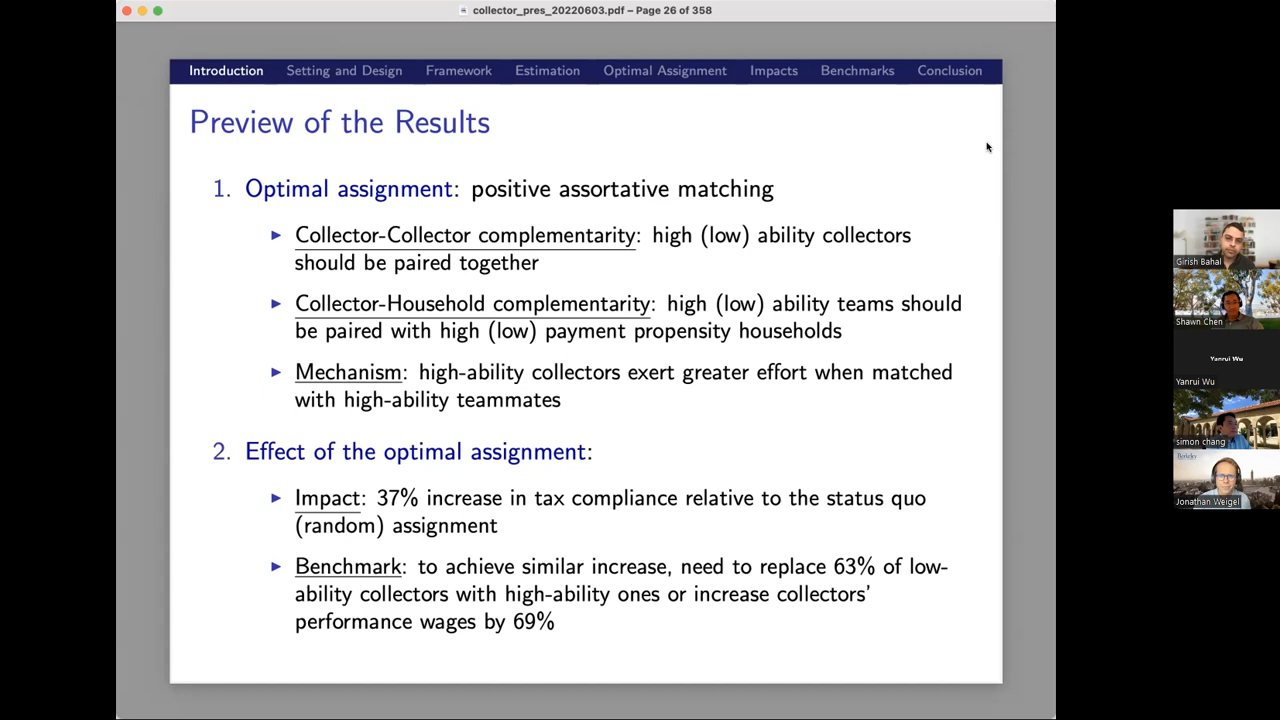 collector_pres_20220603.pdf – Page 26 of 358
Introduction Setting and Design Framework Estimation Optimal Assignment Impacts Benchmarks Conclusion
Preview of the Results
1. Optimal assignment: positive assortative matching
Collector-Collector complementarity: high (low) ability collectors
should be paired together
Collector-Household complementarity: high (low) ability teams should
be paired with high (low) payment propensity households
Mechanism: high-ability collectors exert greater effort when matched
with high-ability teammates
2. Effect of the optimal assignment:
Impact: 37% increase in tax compliance relative to the status quo
(random) assignment
Benchmark: to achieve similar increase, need to replace 63% of low-
ability collectors with high-ability ones or increase collectors'
performance wages by 69%
Girish Bahal
Shawn Chen
Yanrui Wu
Yanrui Wu
simon chang
Berkeley
Jonathan Weigel